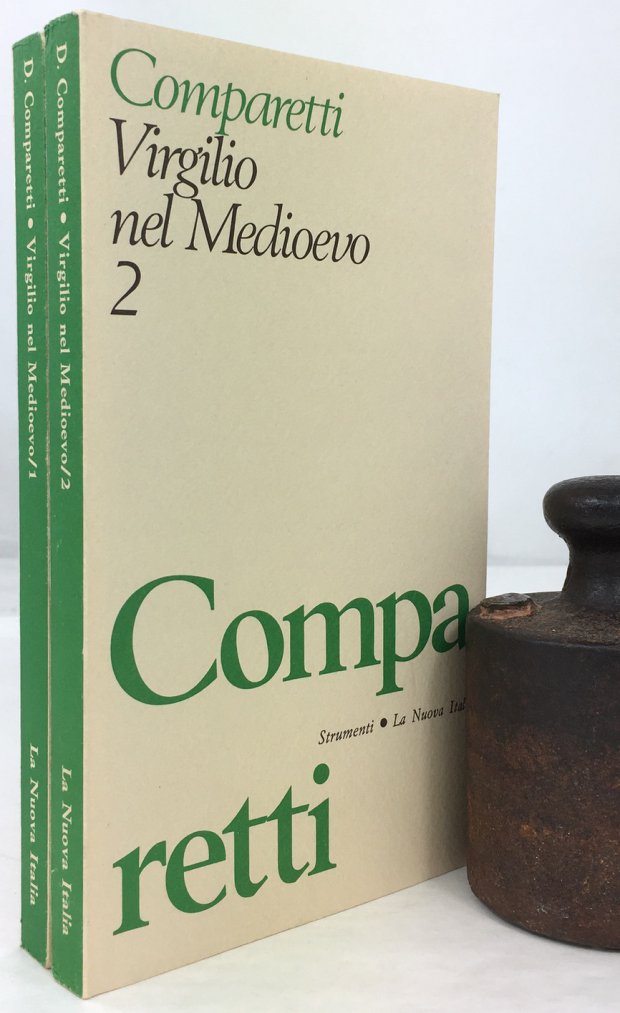 D. Comparetti ● Virgilio nel Medioevo/1
La Nuova Italia
D. Comparetti ● Virgilio nel Medioevo/2
La Nuova Italia
Comparetti
Virgilio
nel Medioevo
2
Compa
Strumenti ● La Nuova Ital
retti